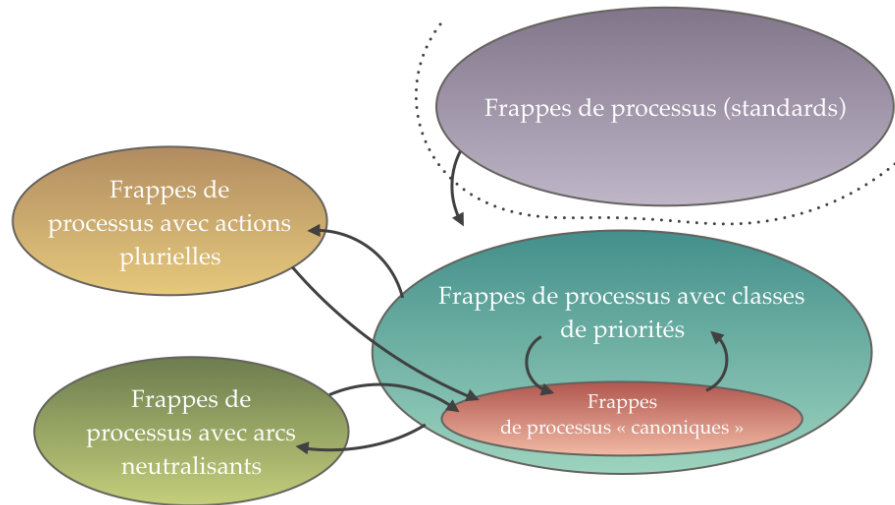 Frappes de processus (standards)
Frappes de
processus avec actions
plurielles
Frappes de processus avec classes
de priorités
Frappes
de processus « canoniques »
Frappes de
processus avec arcs
neutralisants